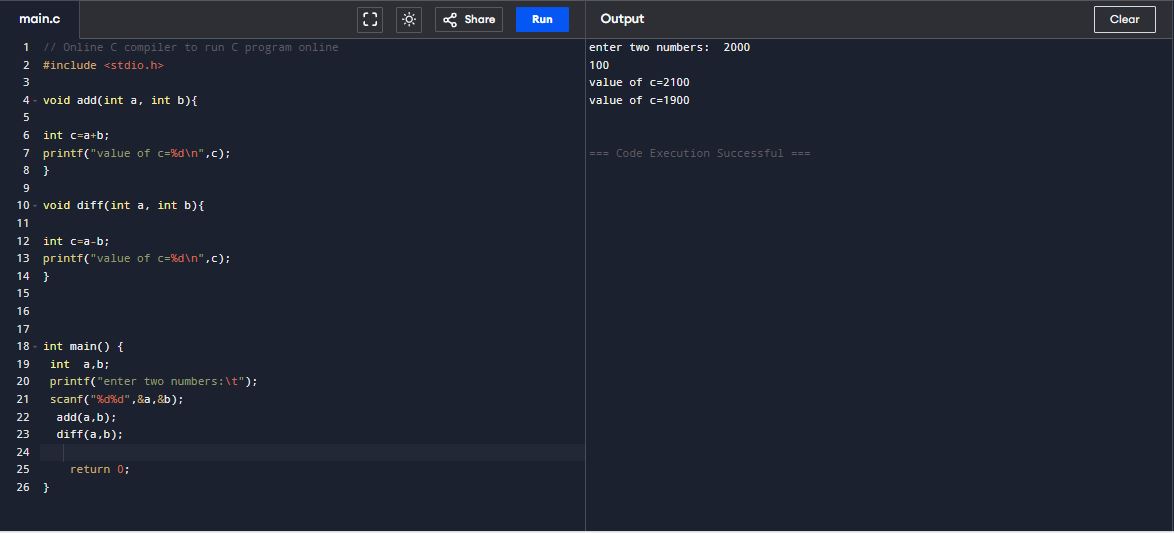 main.c
Share
Run
Output
Clear
1 // Online C compiler to run C program online
2 #include <stdio.h>
3
4 void add(int a, int b){
5
6 int c=a+b;
7 printf("value of c=%d\n",c);
8 }
9
10 void diff(int a, int b){
11
12 int c=a-b;
13 printf("value of c=%d\n",c);
14 }
15
16
17
18 int main() {
19  int  a,b;
20  printf("enter two numbers:\t");
21  scanf("%d%d",&a,&b);
22   add(a,b);
23   diff(a,b);
24
25     return 0;
26 }
enter two numbers:  2000
100
value of c=2100
value of c=1900
=== Code Execution Successful ===